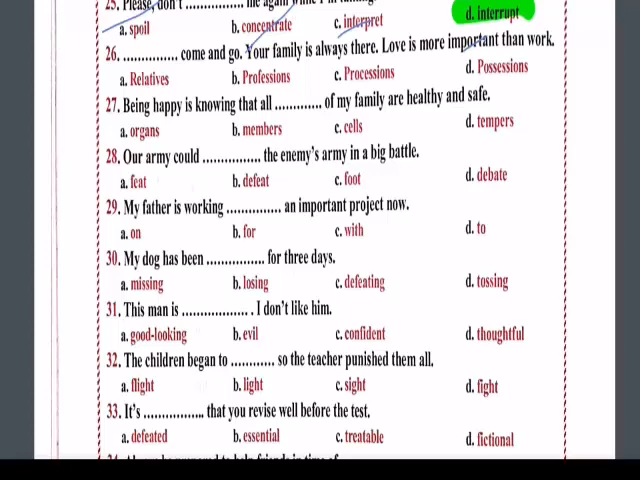 25. Please, don't ............... me again while I'm
a. spoil b. concentrate c. interpret d. interrupt
26. .............. come and go. Your family is always there. Love is more important than work.
a. Relatives b. Professions c. Processions d. Possessions
27. Being happy is knowing that all ............ of my family are healthy and safe.
a. organs b. members c. cells d. tempers
28. Our army could ............... the enemy's army in a big battle.
a. feat b. defeat c. foot d. debate
29. My father is working .............. an important project now.
a. on b. for c. with d. to
30. My dog has been ............... for three days.
a. missing b. losing c. defeating d. tossing
31. This man is .................. . I don't like him.
a. good-looking b. evil c. confident d. thoughtful
32. The children began to ........... so the teacher punished them all.
a. flight b. light c. sight d. fight
33. It's ................ that you revise well before the test.
a. defeated b. essential c. treatable d. fictional